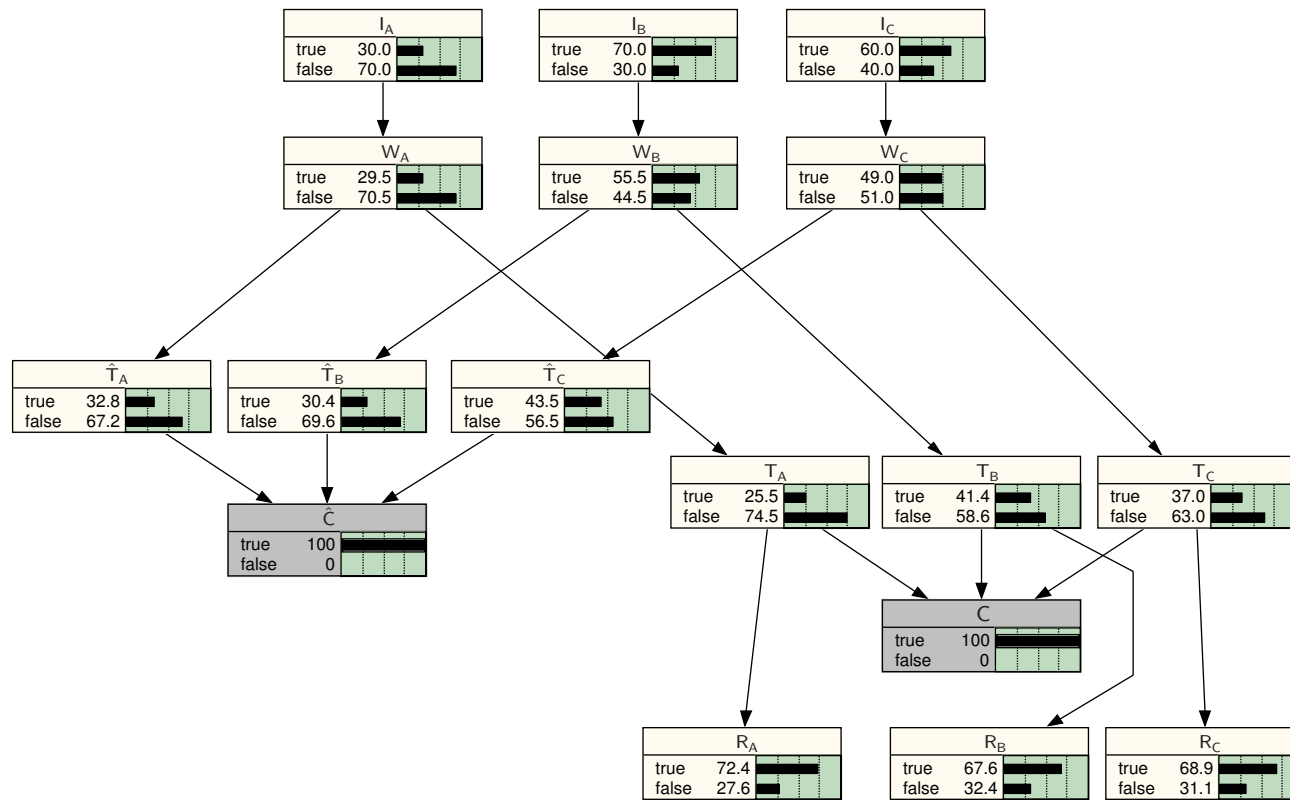 I_A
true 30.0
false 70.0
I_B
true 70.0
false 30.0
I_C
true 60.0
false 40.0
W_A
true 29.5
false 70.5
W_B
true 55.5
false 44.5
W_C
true 49.0
false 51.0
T̂_A
true 32.8
false 67.2
T̂_B
true 30.4
false 69.6
T̂_C
true 43.5
false 56.5
T_A
true 25.5
false 74.5
T_B
true 41.4
false 58.6
T_C
true 37.0
false 63.0
Ĉ
true 100
false 0
C
true 100
false 0
R_A
true 72.4
false 27.6
R_B
true 67.6
false 32.4
R_C
true 68.9
false 31.1